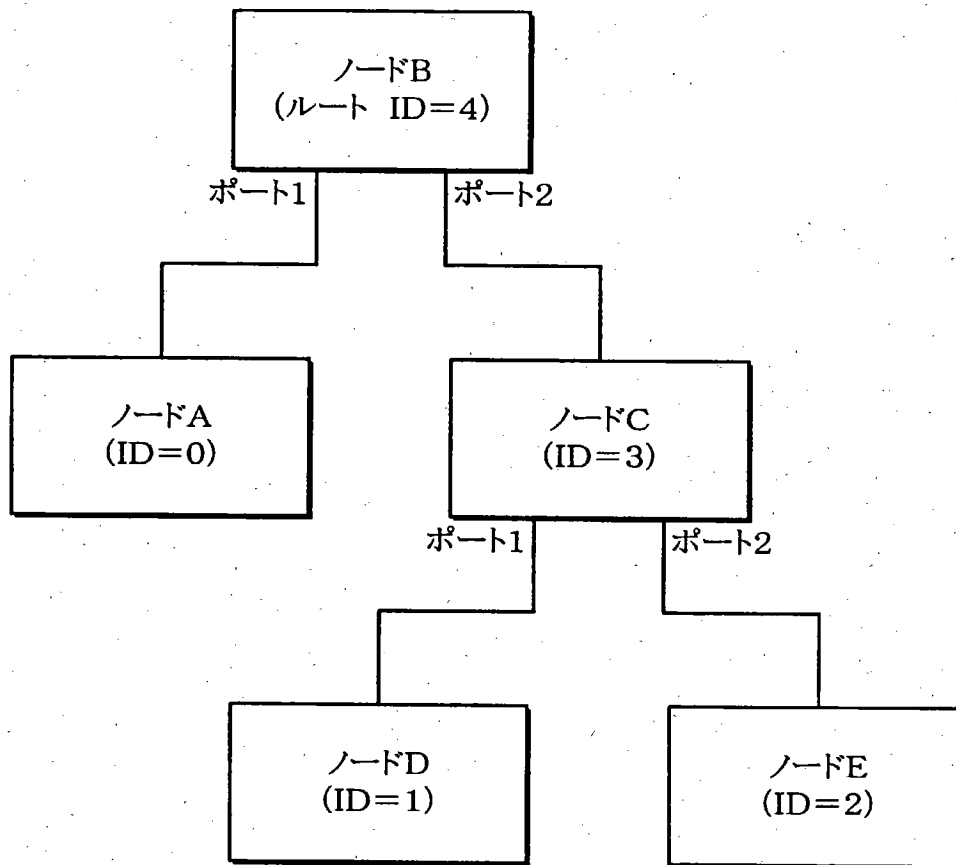 ノードB
(ルート ID=4)
ポート1
ポート2
ノードA
(ID=0)
ノードC
(ID=3)
ポート1
ポート2
ノードD
(ID=1)
ノードE
(ID=2)